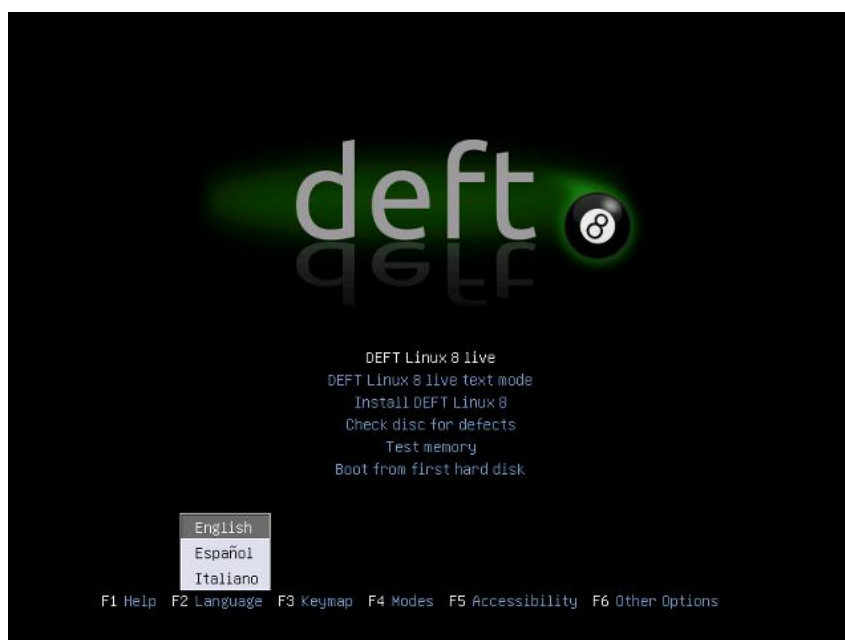 deft
8
DEFT Linux 8 live
DEFT Linux 8 live text mode
Install DEFT Linux 8
Check disc for defects
Test memory
Boot from first hard disk
English
Español
Italiano
F1 Help F2 Language F3 Keymap F4 Modes F5 Accessibility F6 Other Options